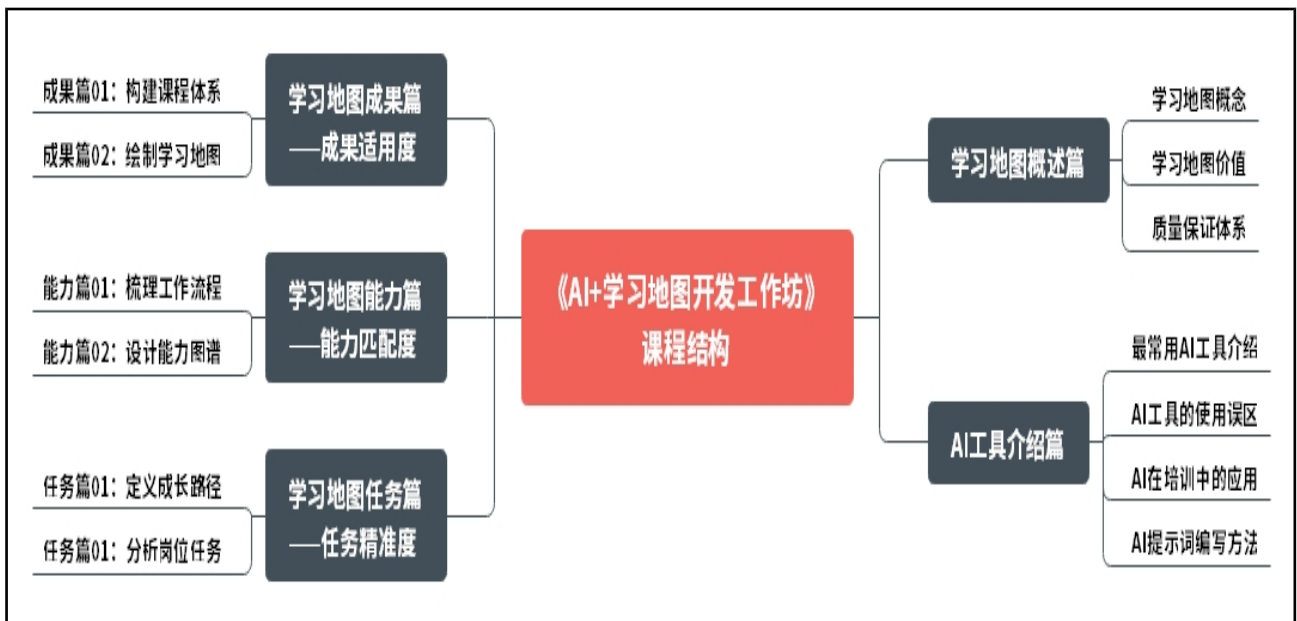 成果篇01：构建课程体系
成果篇02：绘制学习地图
学习地图成果篇
——成果适用度
能力篇01：梳理工作流程
能力篇02：设计能力图谱
学习地图能力篇
——能力匹配度
任务篇01：定义成长路径
任务篇01：分析岗位任务
学习地图任务篇
——任务精准度
《AI+学习地图开发工作坊》
课程结构
学习地图概述篇
学习地图概念
学习地图价值
质量保证体系
AI工具介绍篇
最常用AI工具介绍
AI工具的使用误区
AI在培训中的应用
AI提示词编写方法